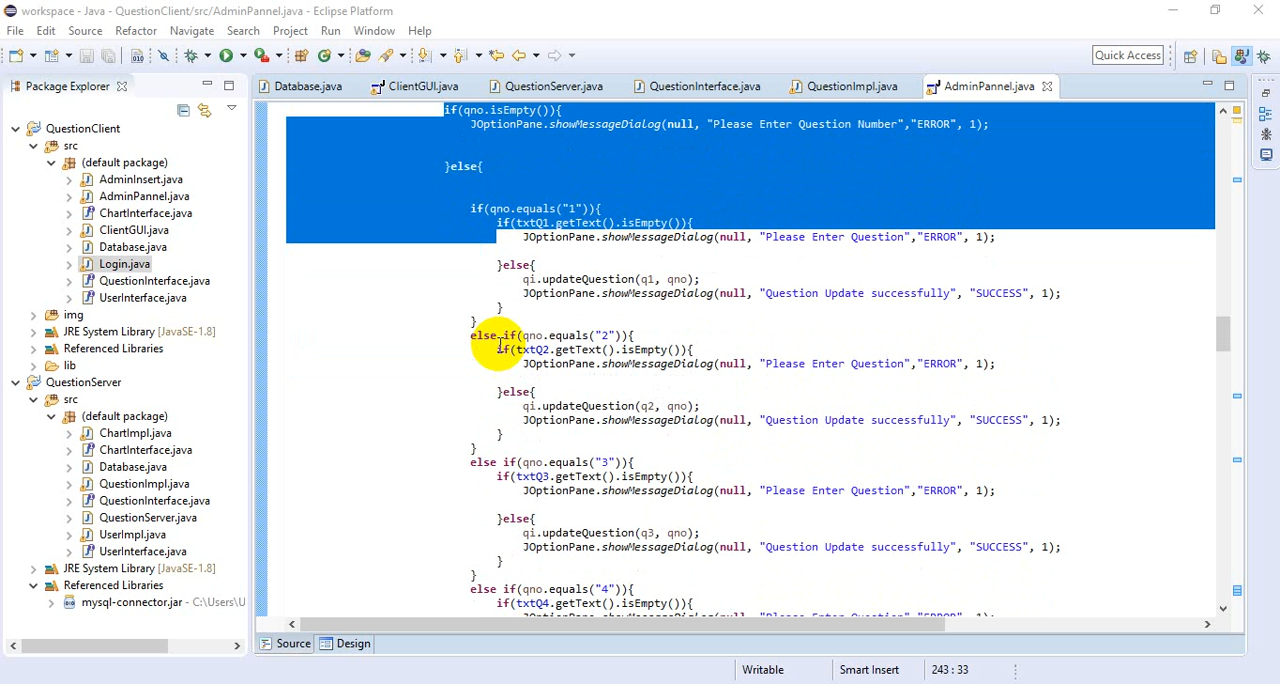 workspace - Java - QuestionClient/src/AdminPannel.java - Eclipse Platform
File Edit Source Refactor Navigate Search Project Run Window Help
Quick Access
Package Explorer
Database.java ClientGUI.java QuestionServer.java QuestionInterface.java QuestionImpl.java AdminPannel.java
QuestionClient
src
(default package)
AdminInsert.java
AdminPannel.java
ChartInterface.java
ClientGUI.java
Database.java
Login.java
QuestionInterface.java
UserInterface.java
img
JRE System Library [JavaSE-1.8]
Referenced Libraries
lib
QuestionServer
src
(default package)
ChartImpl.java
ChartInterface.java
Database.java
QuestionImpl.java
QuestionInterface.java
QuestionServer.java
UserImpl.java
UserInterface.java
JRE System Library [JavaSE-1.8]
Referenced Libraries
mysql-connector.jar - C:\Users\U
if(qno.isEmpty()){
JOptionPane.showMessageDialog(null, "Please Enter Question Number","ERROR", 1);
}else{
if(qno.equals("1")){
if(txtQ1.getText().isEmpty()){
JOptionPane.showMessageDialog(null, "Please Enter Question","ERROR", 1);
}else{
qi.updateQuestion(q1, qno);
JOptionPane.showMessageDialog(null, "Question Update successfully", "SUCCESS", 1);
}
}
else if(qno.equals("2")){
if(txtQ2.getText().isEmpty()){
JOptionPane.showMessageDialog(null, "Please Enter Question","ERROR", 1);
}else{
qi.updateQuestion(q2, qno);
JOptionPane.showMessageDialog(null, "Question Update successfully", "SUCCESS", 1);
}
}
else if(qno.equals("3")){
if(txtQ3.getText().isEmpty()){
JOptionPane.showMessageDialog(null, "Please Enter Question","ERROR", 1);
}else{
qi.updateQuestion(q3, qno);
JOptionPane.showMessageDialog(null, "Question Update successfully", "SUCCESS", 1);
}
}
else if(qno.equals("4")){
if(txtQ4.getText().isEmpty()){
JOptionPane.showMessageDialog(null, "Please Enter Question","ERROR", 1);
Source Design
Writable Smart Insert 243 : 33